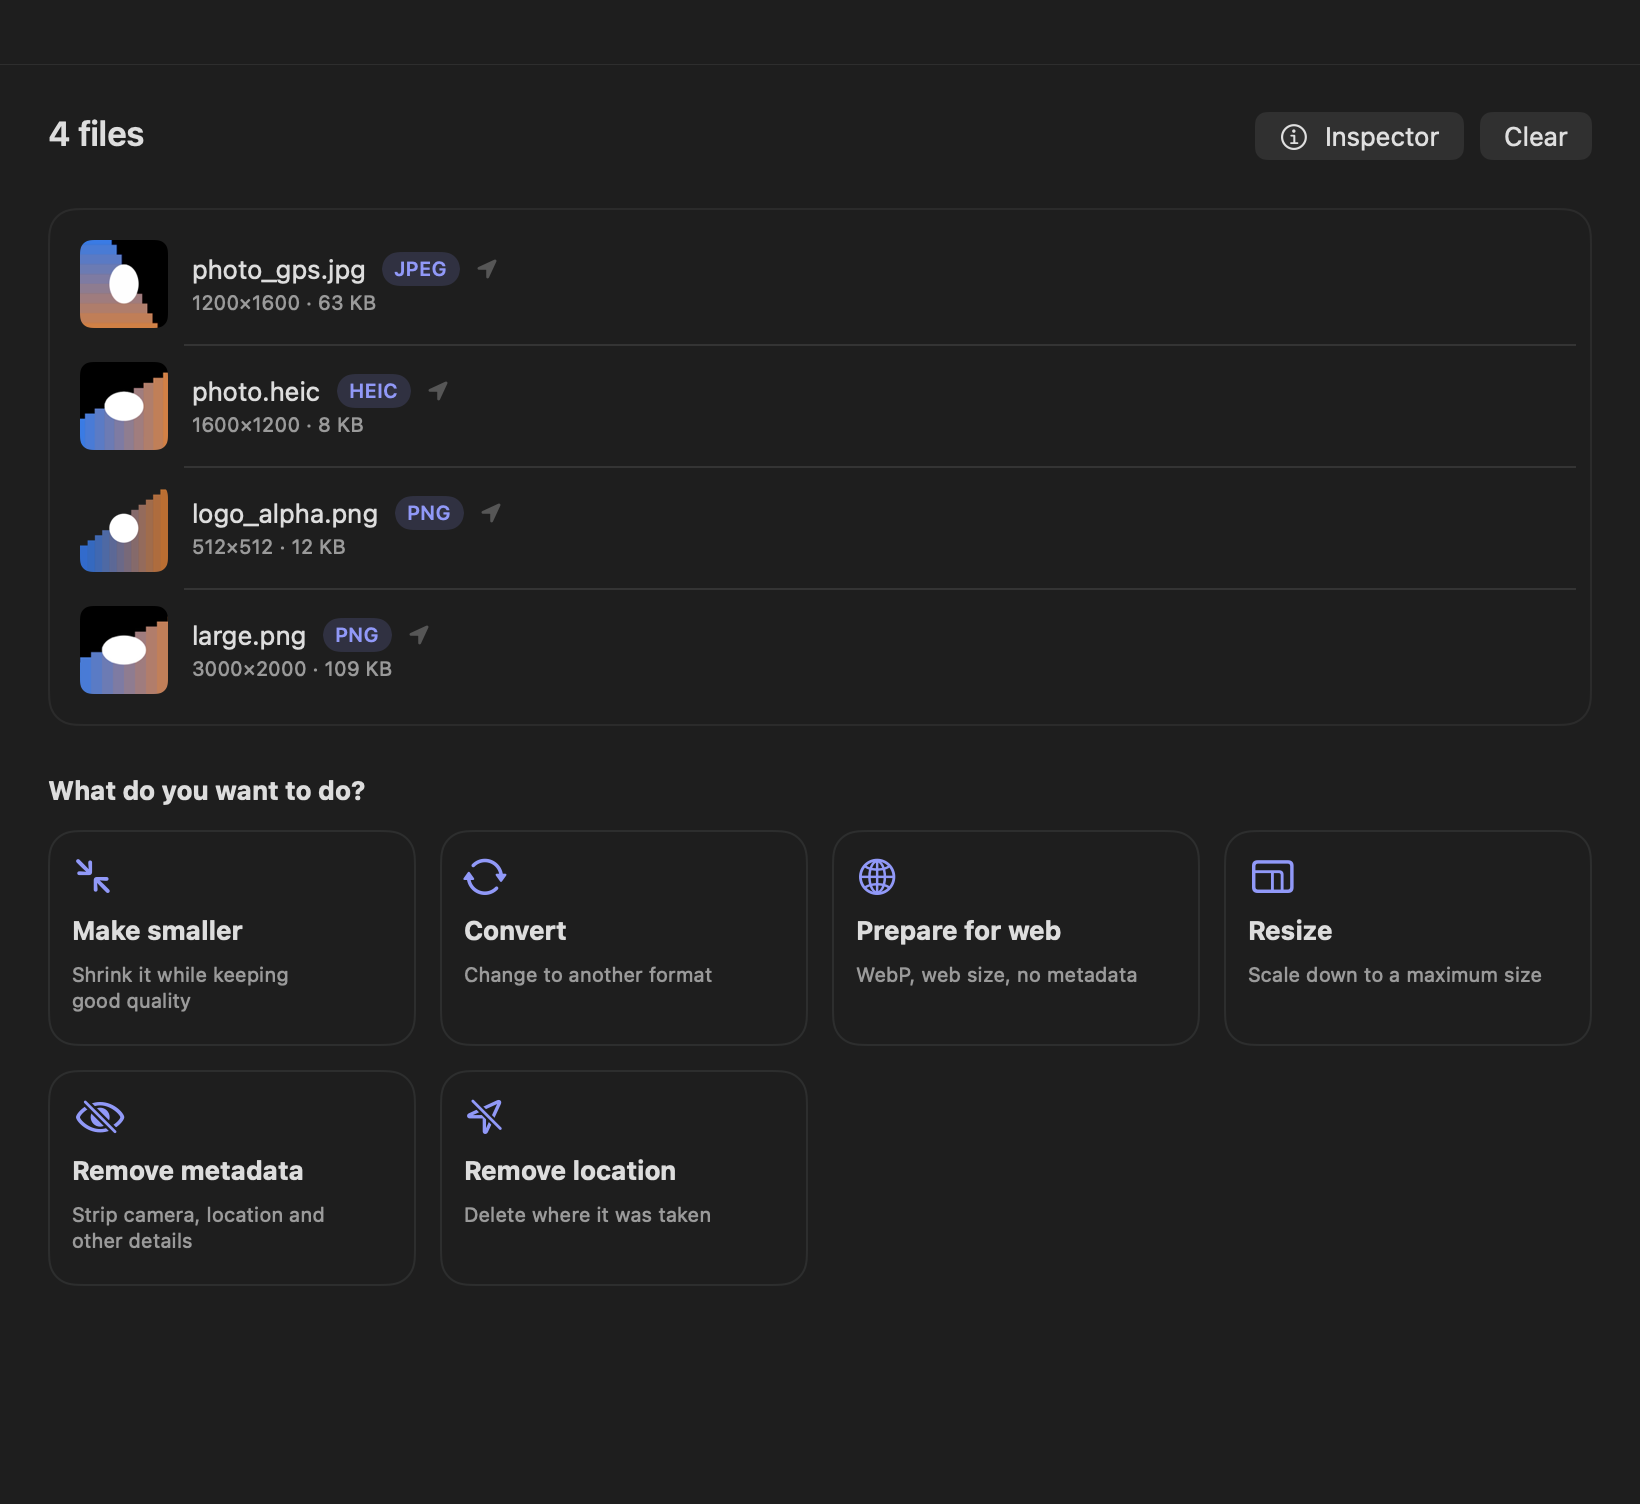 4 files
Inspector
Clear
photo_gps.jpg JPEG
1200×1600 · 63 KB
photo.heic HEIC
1600×1200 · 8 KB
logo_alpha.png PNG
512×512 · 12 KB
large.png PNG
3000×2000 · 109 KB
What do you want to do?
Make smaller
Shrink it while keeping
good quality
Convert
Change to another format
Prepare for web
WebP, web size, no metadata
Resize
Scale down to a maximum size
Remove metadata
Strip camera, location and
other details
Remove location
Delete where it was taken